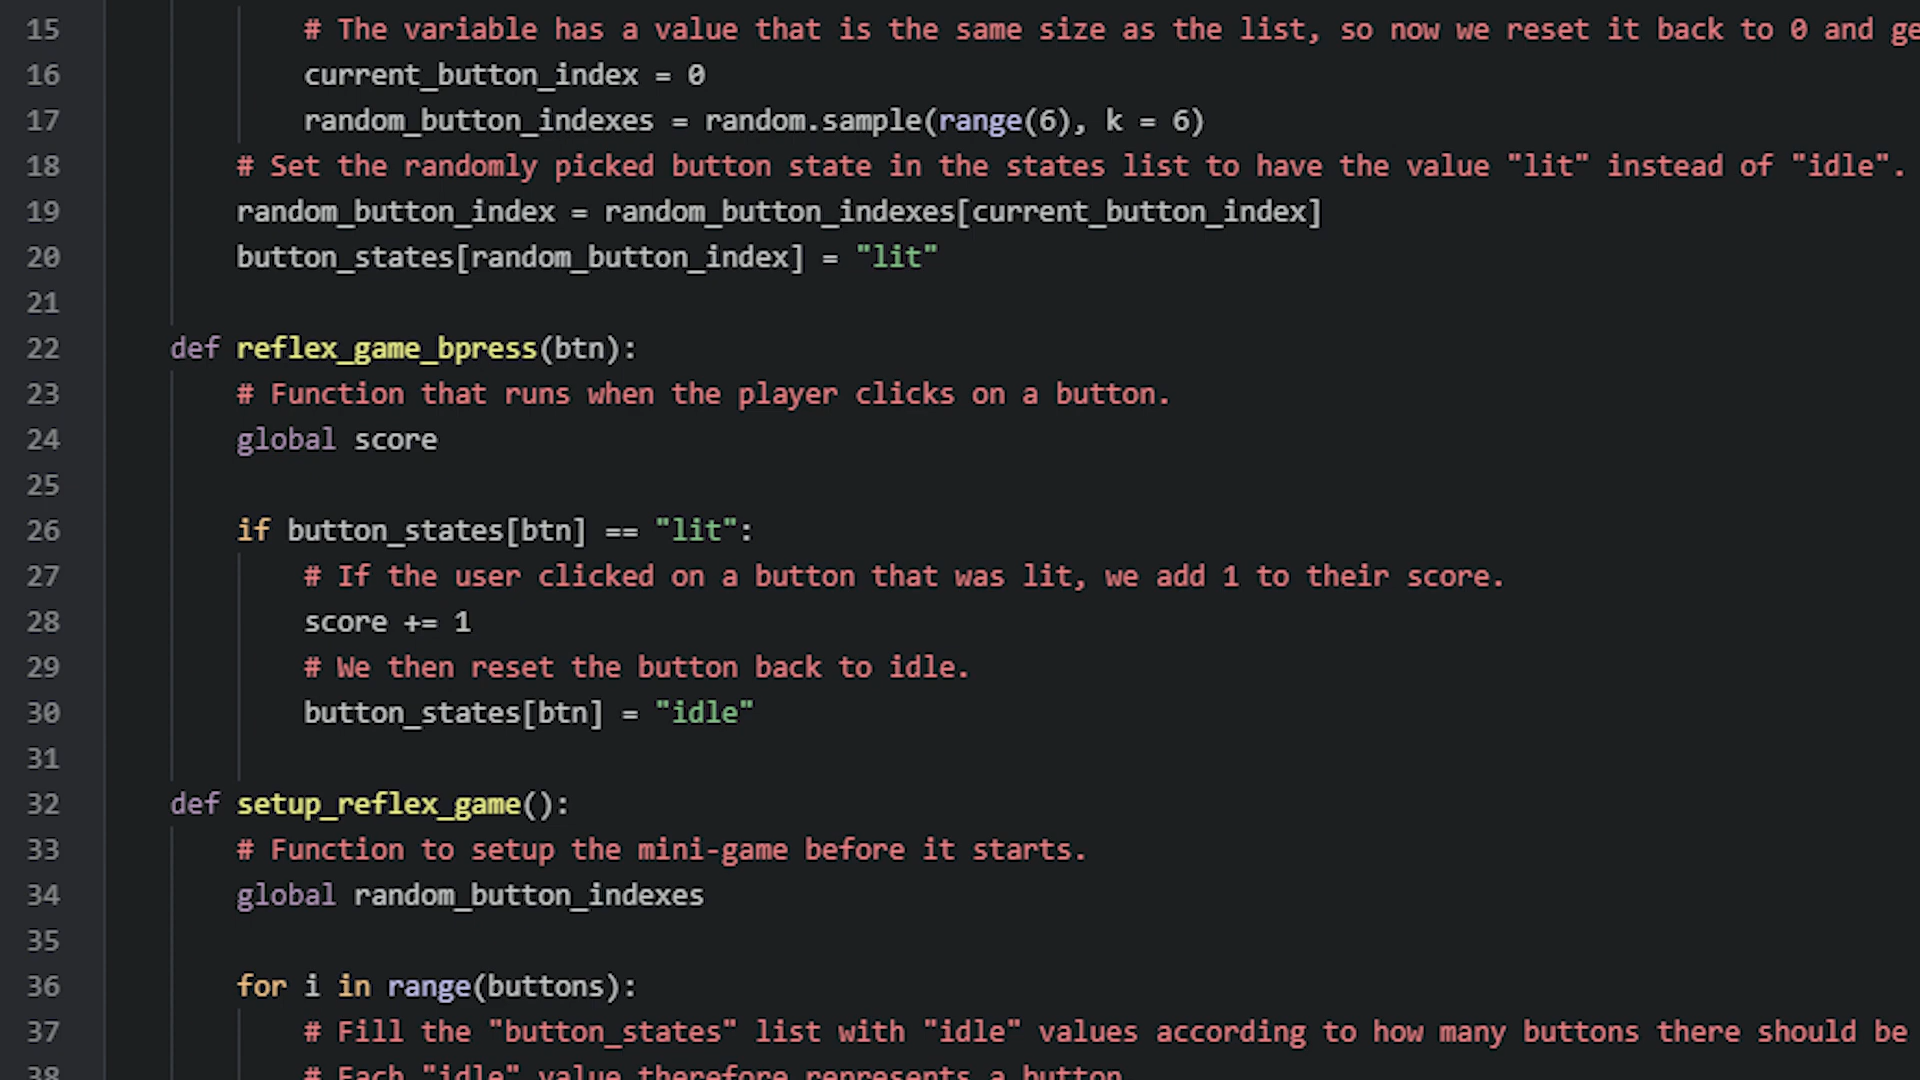 15 # The variable has a value that is the same size as the list, so now we reset it back to 0 and ge
16 current_button_index = 0
17 random_button_indexes = random.sample(range(6), k = 6)
18 # Set the randomly picked button state in the states list to have the value "lit" instead of "idle".
19 random_button_index = random_button_indexes[current_button_index]
20 button_states[random_button_index] = "lit"
21
22 def reflex_game_bpress(btn):
23 # Function that runs when the player clicks on a button.
24 global score
25
26 if button_states[btn] == "lit":
27 # If the user clicked on a button that was lit, we add 1 to their score.
28 score += 1
29 # We then reset the button back to idle.
30 button_states[btn] = "idle"
31
32 def setup_reflex_game():
33 # Function to setup the mini-game before it starts.
34 global random_button_indexes
35
36 for i in range(buttons):
37 # Fill the "button_states" list with "idle" values according to how many buttons there should be
38 # Each "idle" value therefore represents a button